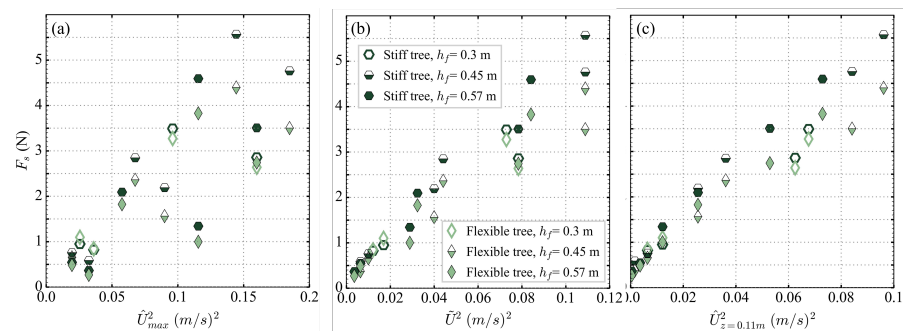 (a)
(b)
(c)
F_s (N)
5
4
3
2
1
0
0
0.05
0.1
0.15
0.2
Û²_max (m/s)²
Stiff tree, h_f = 0.3 m
Stiff tree, h_f = 0.45 m
Stiff tree, h_f = 0.57 m
Flexible tree, h_f = 0.3 m
Flexible tree, h_f = 0.45 m
Flexible tree, h_f = 0.57 m
0
0.02
0.04
0.06
0.08
0.10
0.12
Ū² (m/s)²
0
0.02
0.04
0.06
0.08
0.1
Û²_z=0.11m (m/s)²